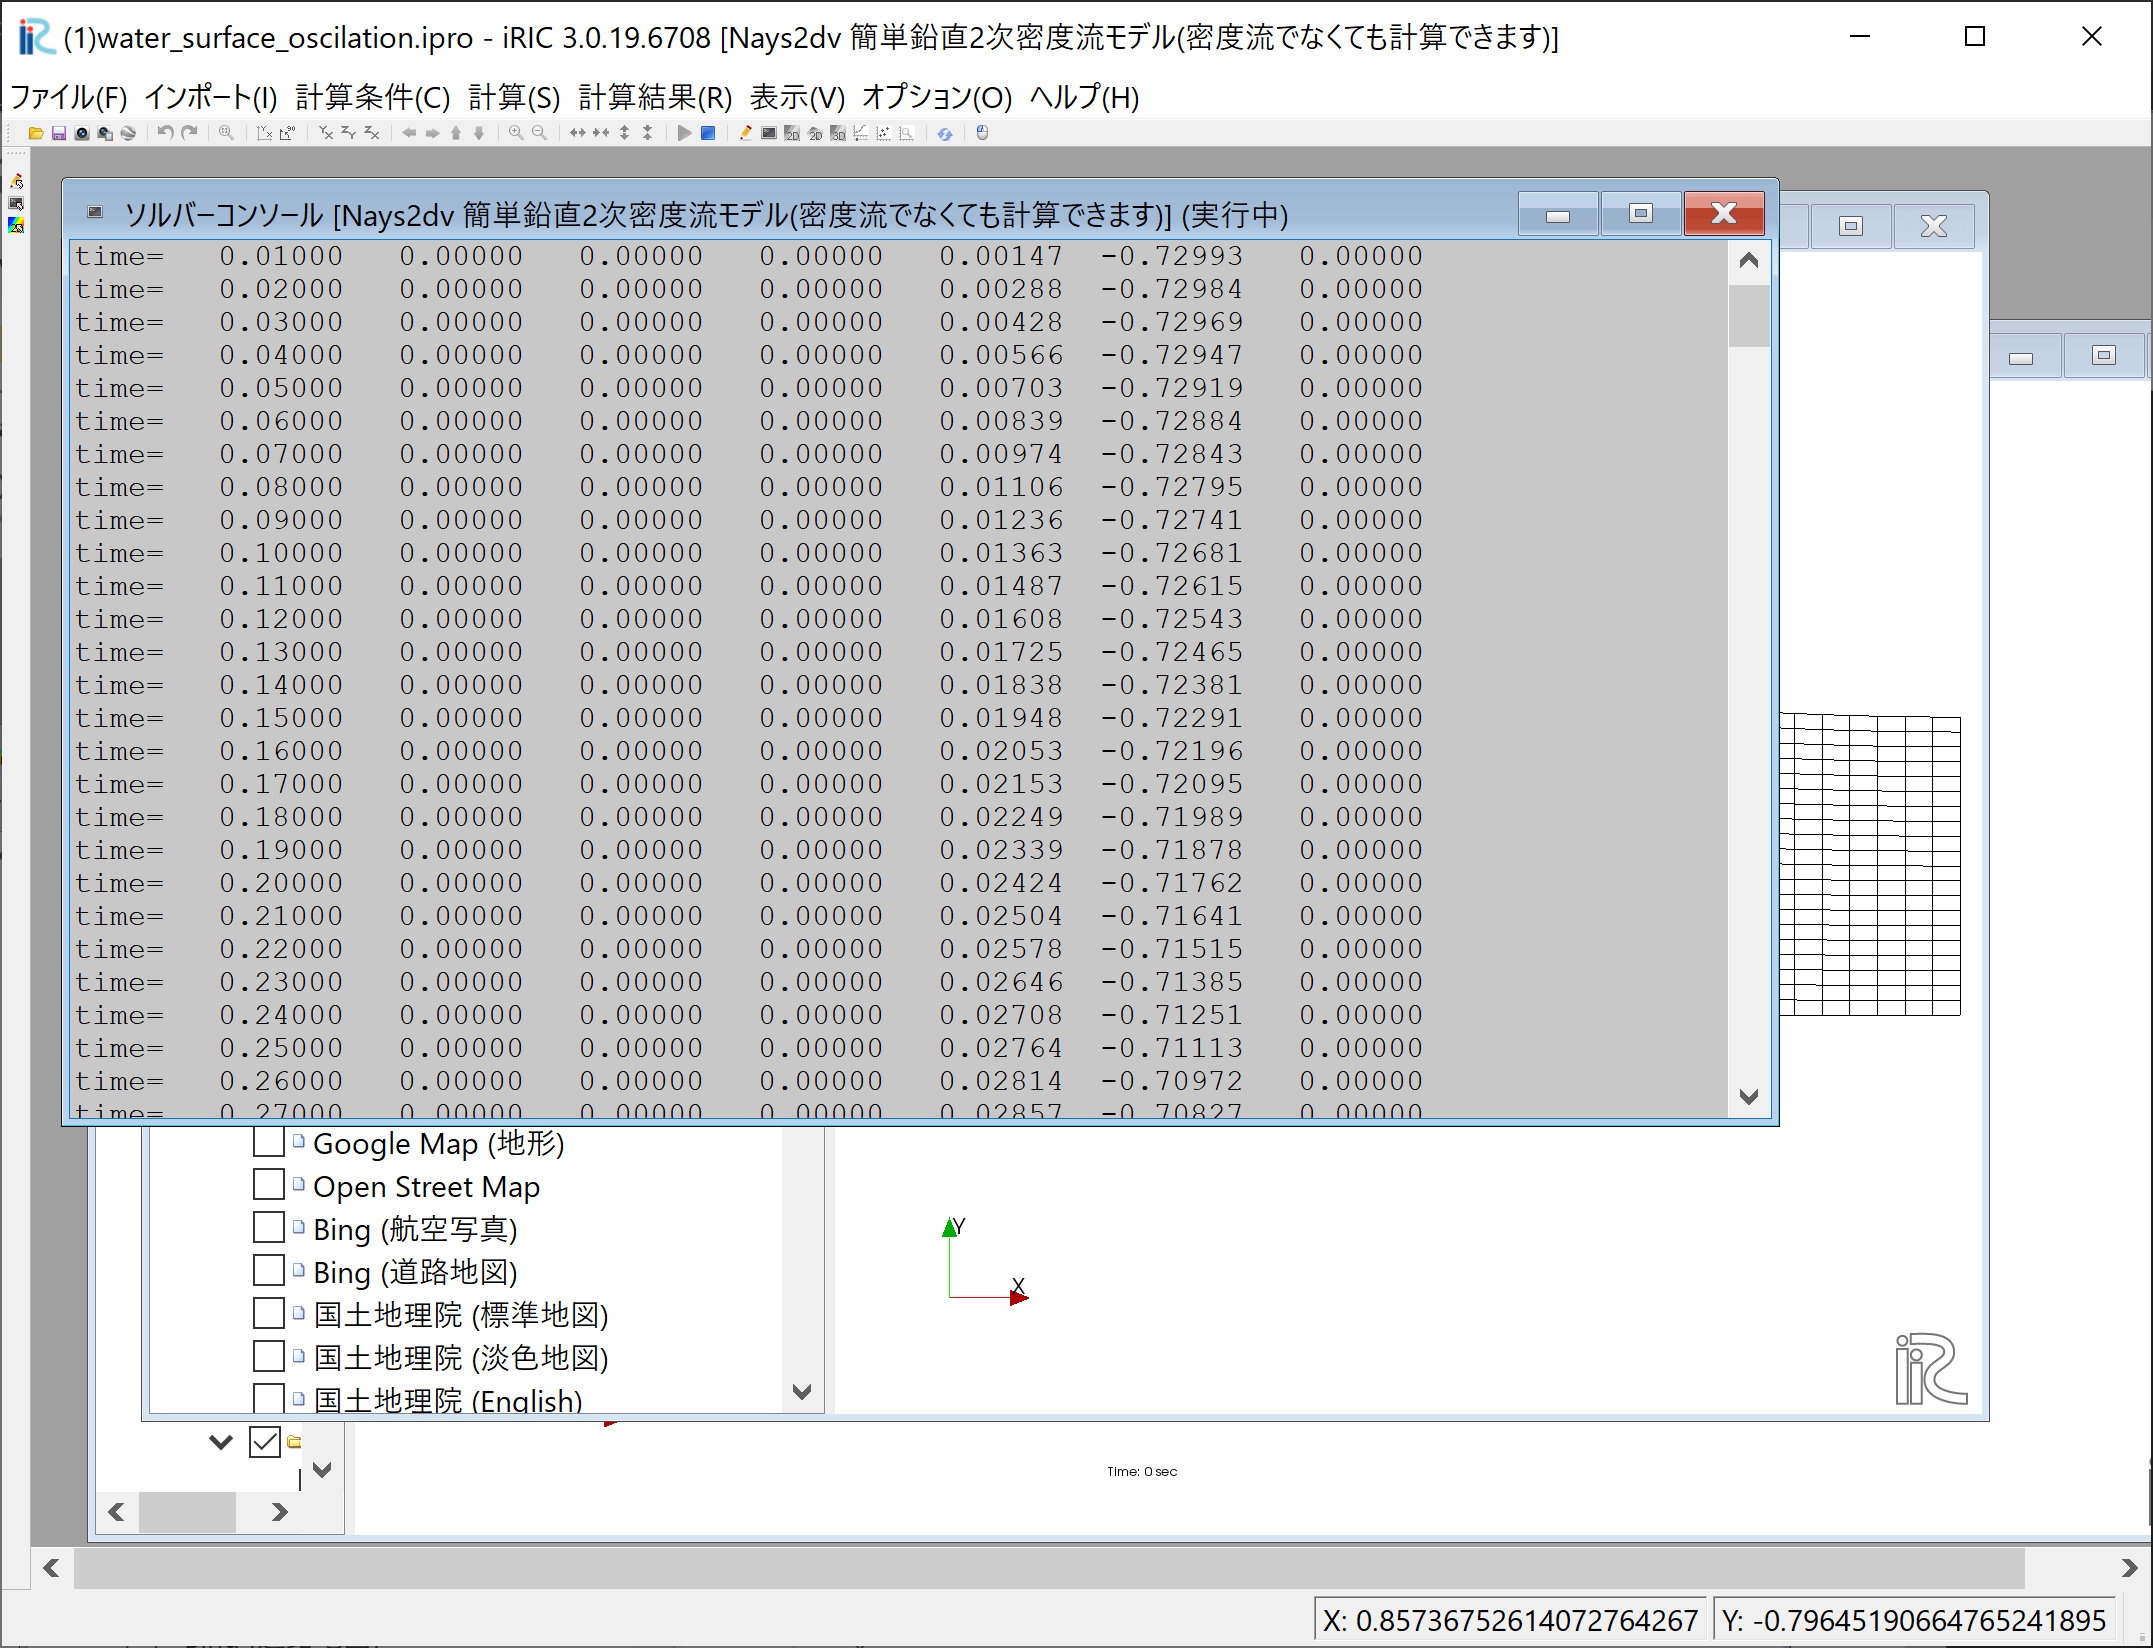 (1)water_surface_oscilation.ipro - iRIC 3.0.19.6708 [Nays2dv 簡単鉛直2次密度流モデル(密度流でなくても計算できます)]
ファイル(F) インポート(I) 計算条件(C) 計算(S) 計算結果(R) 表示(V) オプション(O) ヘルプ(H)
ソルバーコンソール [Nays2dv 簡単鉛直2次密度流モデル(密度流でなくても計算できます)] (実行中)
time= 0.01000 0.00000 0.00000 0.00000 0.00147 -0.72993 0.00000
time= 0.02000 0.00000 0.00000 0.00000 0.00288 -0.72984 0.00000
time= 0.03000 0.00000 0.00000 0.00000 0.00428 -0.72969 0.00000
time= 0.04000 0.00000 0.00000 0.00000 0.00566 -0.72947 0.00000
time= 0.05000 0.00000 0.00000 0.00000 0.00703 -0.72919 0.00000
time= 0.06000 0.00000 0.00000 0.00000 0.00839 -0.72884 0.00000
time= 0.07000 0.00000 0.00000 0.00000 0.00974 -0.72843 0.00000
time= 0.08000 0.00000 0.00000 0.00000 0.01106 -0.72795 0.00000
time= 0.09000 0.00000 0.00000 0.00000 0.01236 -0.72741 0.00000
time= 0.10000 0.00000 0.00000 0.00000 0.01363 -0.72681 0.00000
time= 0.11000 0.00000 0.00000 0.00000 0.01487 -0.72615 0.00000
time= 0.12000 0.00000 0.00000 0.00000 0.01608 -0.72543 0.00000
time= 0.13000 0.00000 0.00000 0.00000 0.01725 -0.72465 0.00000
time= 0.14000 0.00000 0.00000 0.00000 0.01838 -0.72381 0.00000
time= 0.15000 0.00000 0.00000 0.00000 0.01948 -0.72291 0.00000
time= 0.16000 0.00000 0.00000 0.00000 0.02053 -0.72196 0.00000
time= 0.17000 0.00000 0.00000 0.00000 0.02153 -0.72095 0.00000
time= 0.18000 0.00000 0.00000 0.00000 0.02249 -0.71989 0.00000
time= 0.19000 0.00000 0.00000 0.00000 0.02339 -0.71878 0.00000
time= 0.20000 0.00000 0.00000 0.00000 0.02424 -0.71762 0.00000
time= 0.21000 0.00000 0.00000 0.00000 0.02504 -0.71641 0.00000
time= 0.22000 0.00000 0.00000 0.00000 0.02578 -0.71515 0.00000
time= 0.23000 0.00000 0.00000 0.00000 0.02646 -0.71385 0.00000
time= 0.24000 0.00000 0.00000 0.00000 0.02708 -0.71251 0.00000
time= 0.25000 0.00000 0.00000 0.00000 0.02764 -0.71113 0.00000
time= 0.26000 0.00000 0.00000 0.00000 0.02814 -0.70972 0.00000
time= 0.27000 0.00000 0.00000 0.00000 0.02857 -0.70827 0.00000
Google Map (地形)
Open Street Map
Bing (航空写真)
Bing (道路地図)
国土地理院 (標準地図)
国土地理院 (淡色地図)
国土地理院 (English)
Y
X
iRIC
Time: 0 sec
X: 0.85736752614072764267
Y: -0.79645190664765241895